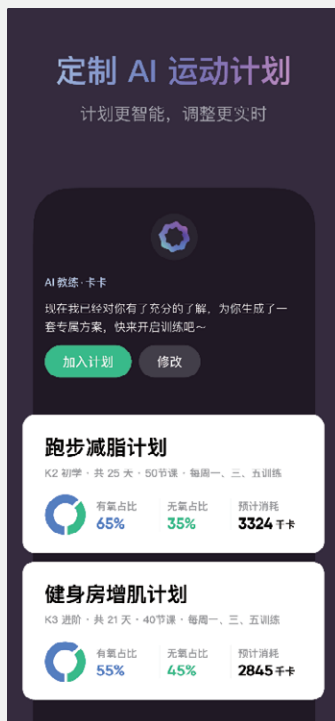 定制 AI 运动计划
计划更智能，调整更实时
AI 教练·卡卡
现在我已经对你有了充分的了解，为你生成了一
套专属方案，快来开启训练吧～
加入计划 修改
跑步减脂计划
K2 初学 · 共 25 天 · 50节课 · 每周一、三、五训练
有氧占比 无氧占比 预计消耗
65% 35% 3324 千卡
健身房增肌计划
K3 进阶 · 共 21 天 · 40节课 · 每周一、三、五训练
有氧占比 无氧占比 预计消耗
55% 45% 2845 千卡